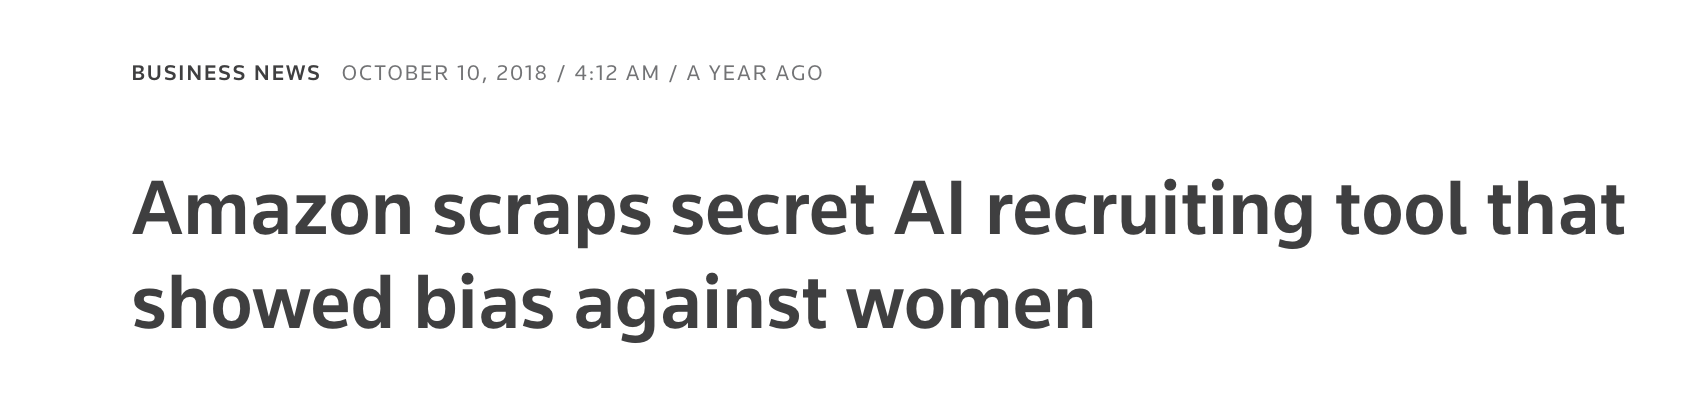 BUSINESS NEWS OCTOBER 10, 2018 / 4:12 AM / A YEAR AGO
Amazon scraps secret AI recruiting tool that
showed bias against women